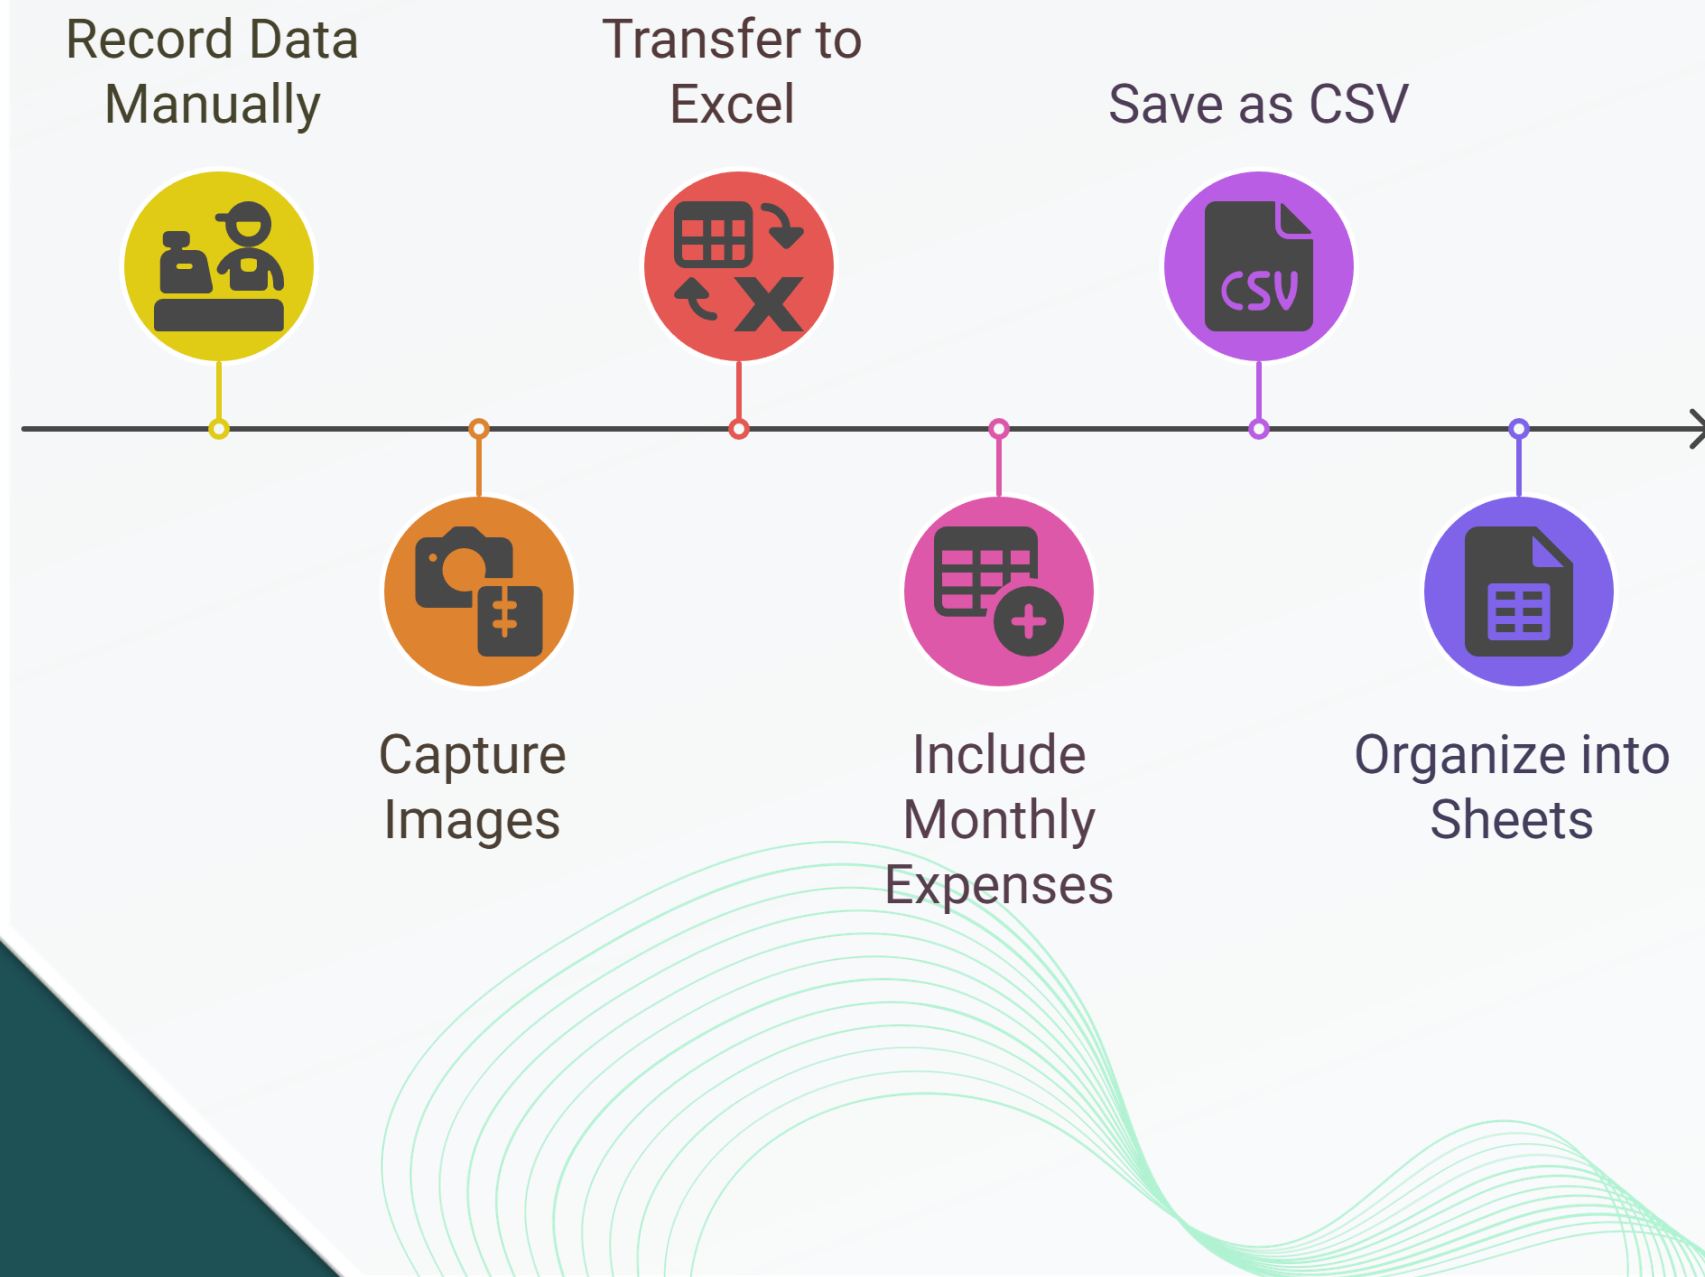 Record Data
Manually
Capture
Images
Transfer to
Excel
Include
Monthly
Expenses
Save as CSV
CSV
Organize into
Sheets